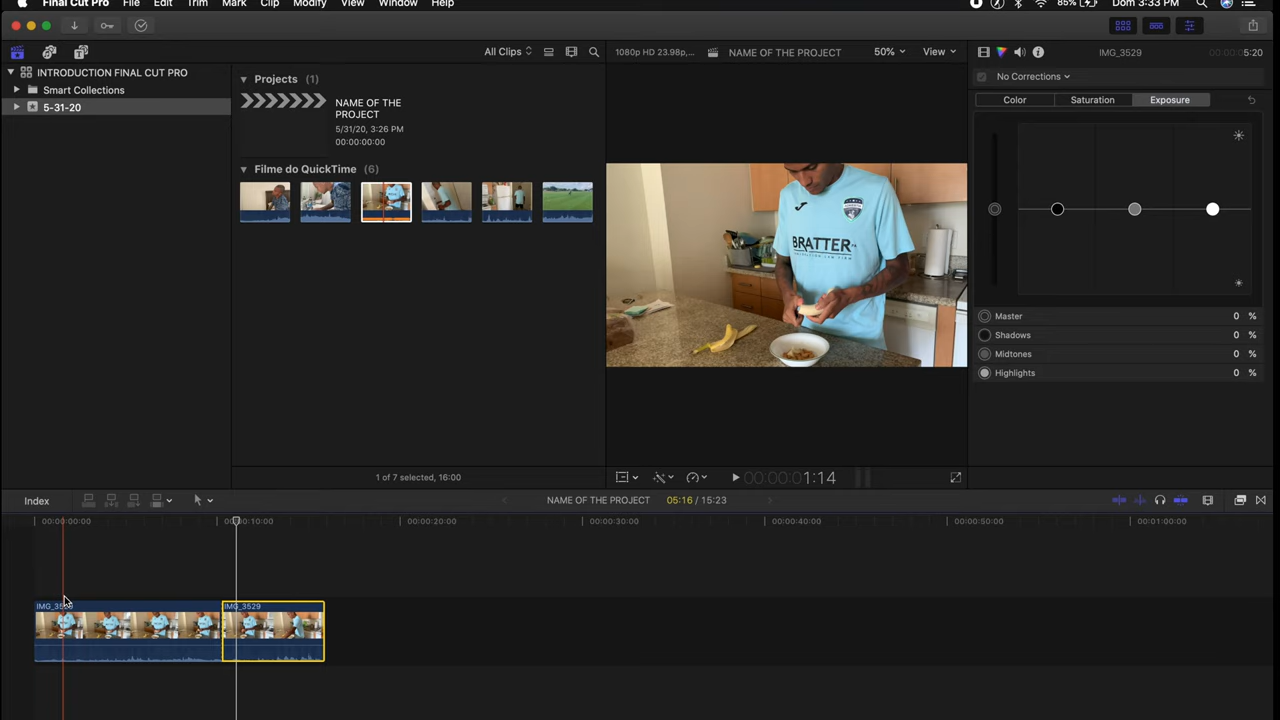 Final Cut Pro File Edit Trim Mark Clip Modify View Window Help 85% Dom 3:33 PM
All Clips 1080p HD 23.98p,... NAME OF THE PROJECT 50% View IMG_3529 5:20
INTRODUCTION FINAL CUT PRO
Smart Collections
5-31-20
Projects (1)
NAME OF THE
PROJECT
5/31/20, 3:26 PM
00:00:00:00
Filme do QuickTime (6)
BRATTER
No Corrections
Color Saturation Exposure
Master 0 %
Shadows 0 %
Midtones 0 %
Highlights 0 %
1 of 7 selected, 16:00
00:00:00:01:14
Index NAME OF THE PROJECT 05:16 / 15:23
00:00:00:00 00:00:10:00 00:00:20:00 00:00:30:00 00:00:40:00 00:00:50:00 00:01:00:00
IMG_3529 IMG_3529